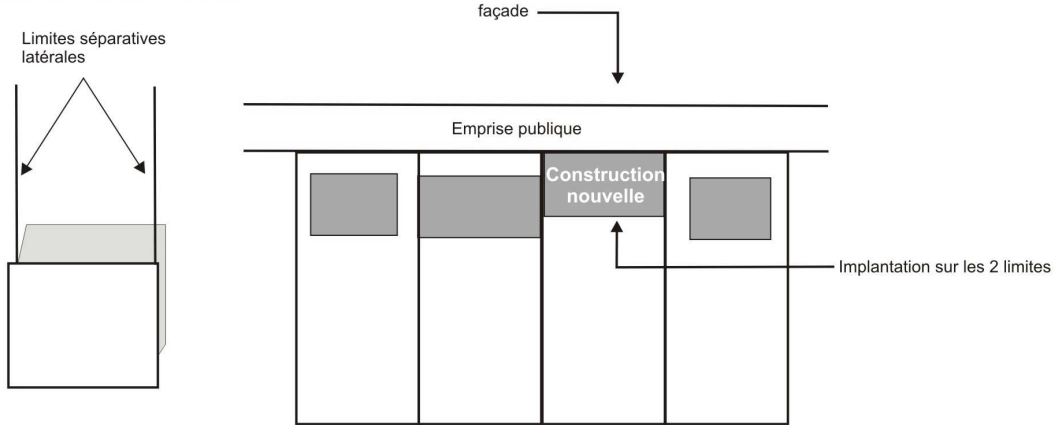 façade
Limites séparatives
latérales
Emprise publique
Construction
nouvelle
Implantation sur les 2 limites